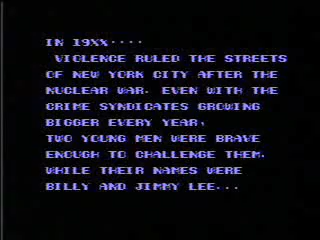 IN 19XX....
VIOLENCE RULED THE STREETS
OF NEW YORK CITY AFTER THE
NUCLEAR WAR. EVEN WITH THE
CRIME SYNDICATES GROWING
BIGGER EVERY YEAR,
TWO YOUNG MEN WERE BRAVE
ENOUGH TO CHALLENGE THEM.
WHILE THEIR NAMES WERE
BILLY AND JIMMY LEE...